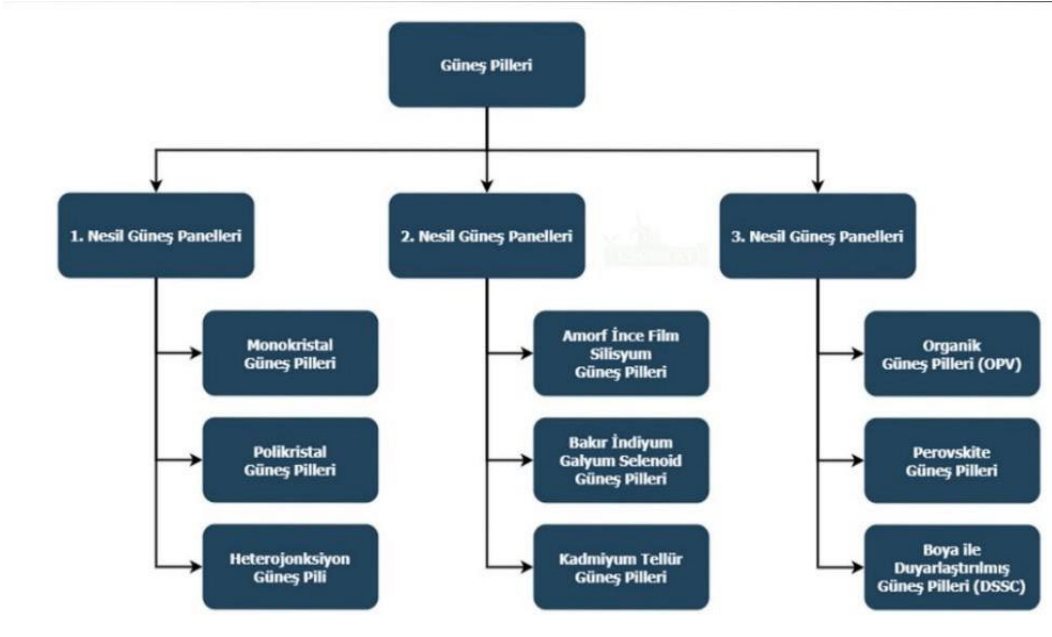 Güneş Pilleri
1. Nesil Güneş Panelleri
2. Nesil Güneş Panelleri
3. Nesil Güneş Panelleri
Monokristal
Güneş Pilleri
Amorf İnce Film
Silisyum
Güneş Pilleri
Organik
Güneş Pilleri (OPV)
Polikristal
Güneş Pilleri
Bakır İndiyum
Galyum Selenoid
Güneş Pilleri
Perovskite
Güneş Pilleri
Heterojonksiyon
Güneş Pili
Kadmiyum Tellür
Güneş Pilleri
Boya ile
Duyarlaştırılmış
Güneş Pilleri (DSSC)